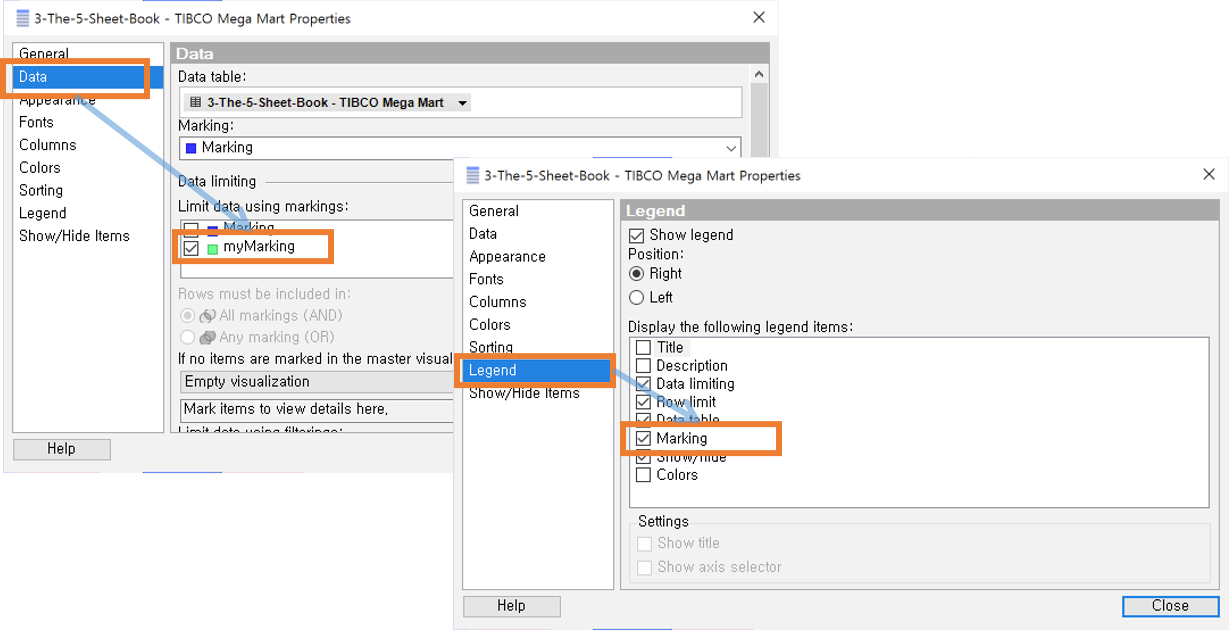 3-The-5-Sheet-Book - TIBCO Mega Mart Properties
General
Data
Appearance
Fonts
Columns
Colors
Sorting
Legend
Show/Hide Items
Help
Data
Data table:
3-The-5-Sheet-Book - TIBCO Mega Mart
Marking:
Marking
Data limiting
Limit data using markings:
Marking
myMarking
Rows must be included in:
All markings (AND)
Any marking (OR)
If no items are marked in the master visual
Empty visualization
Mark items to view details here,
Limit data using filterings:
3-The-5-Sheet-Book - TIBCO Mega Mart Properties
General
Data
Appearance
Fonts
Columns
Colors
Sorting
Legend
Show/Hide Items
Help
Legend
Show legend
Position:
Right
Left
Display the following legend items:
Title
Description
Data limiting
Row limit
Data table
Marking
Show/hide
Colors
Settings
Show title
Show axis selector
Close